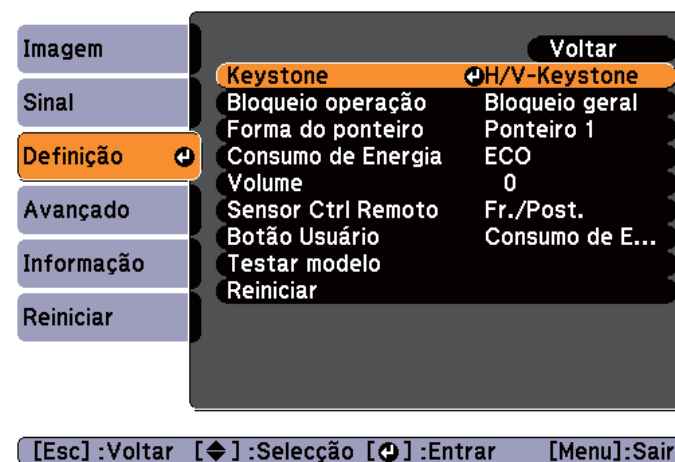 Imagem
Sinal
Definição
Avançado
Informação
Reiniciar
Voltar
Keystone H/V-Keystone
Bloqueio operação Bloqueio geral
Forma do ponteiro Ponteiro 1
Consumo de Energia ECO
Volume 0
Sensor Ctrl Remoto Fr./Post.
Botão Usuário Consumo de E...
Testar modelo
Reiniciar
[Esc] :Voltar [◆] :Selecção [↵] :Entrar [Menu]:Sair